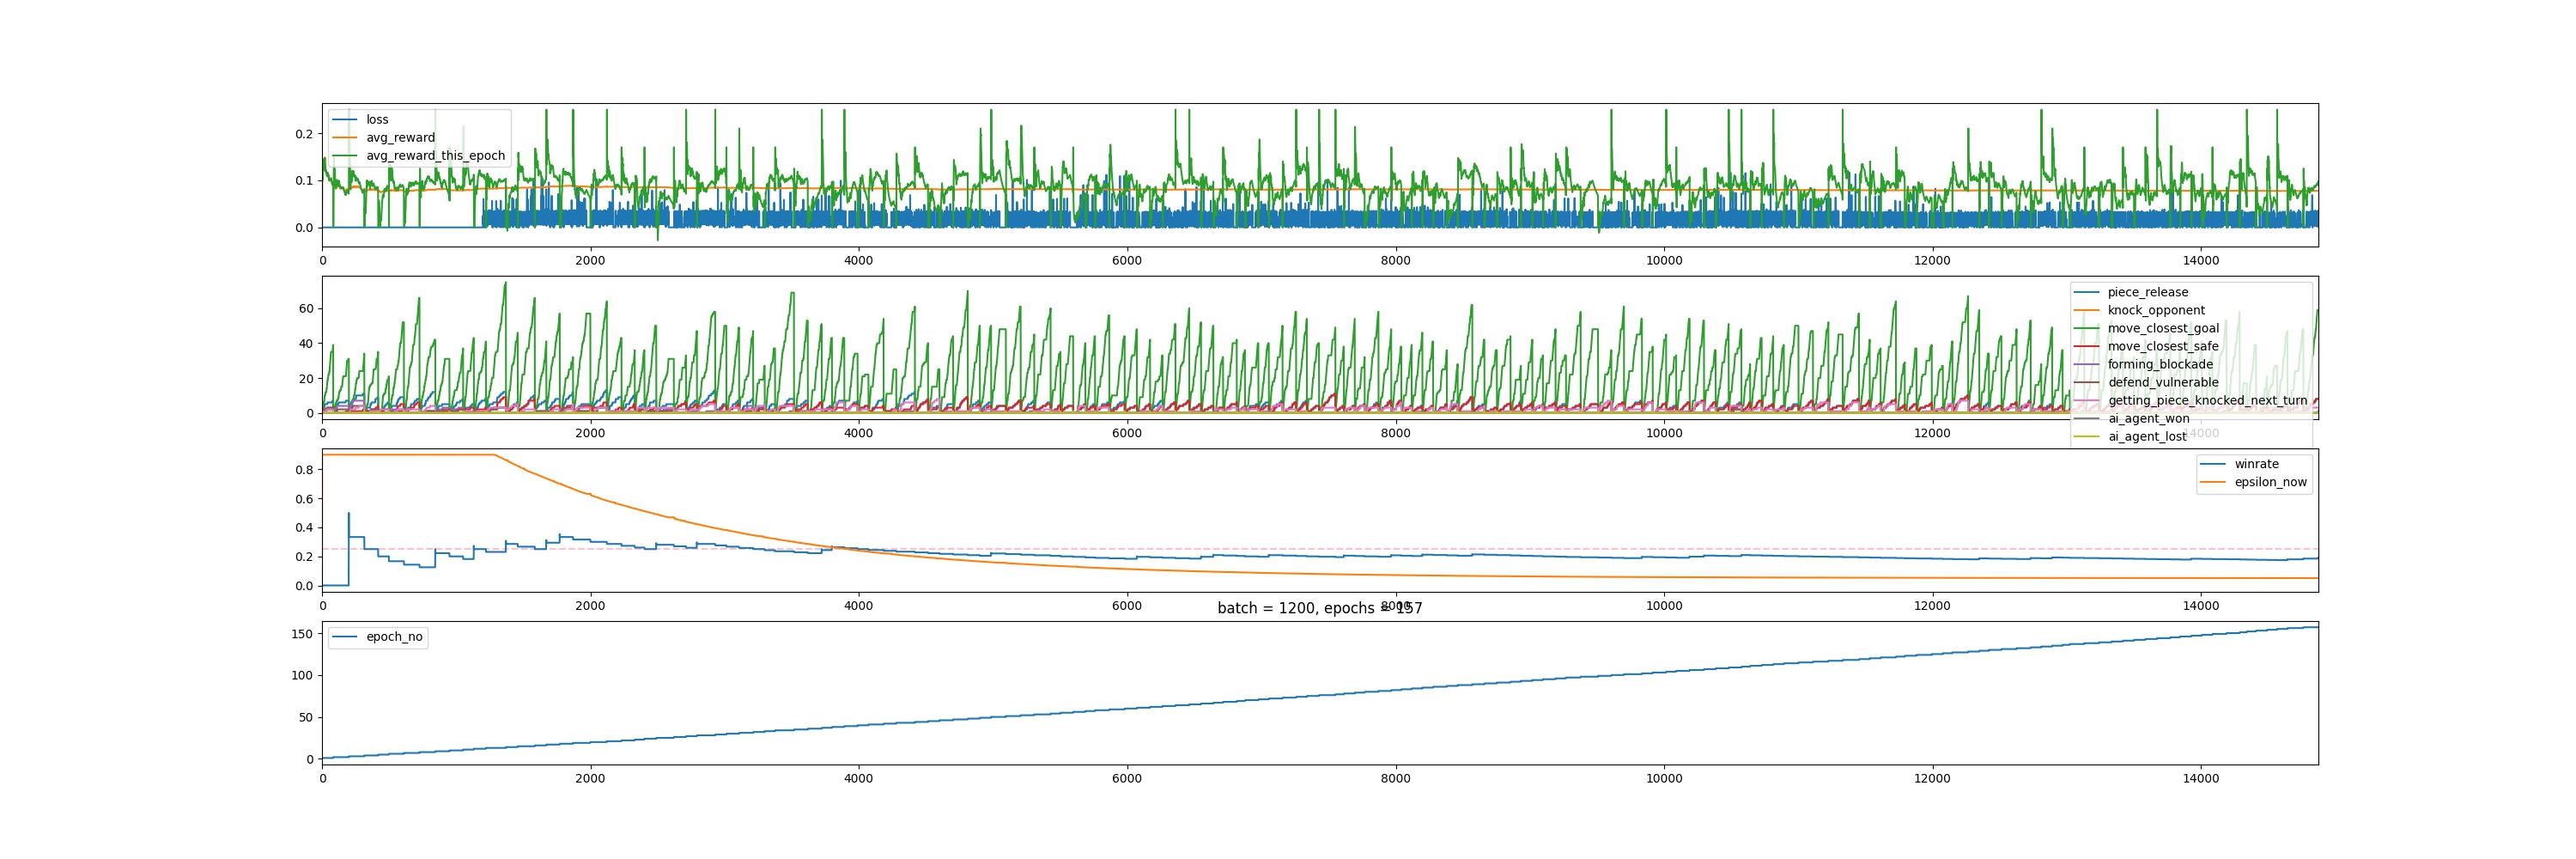 loss
avg_reward
avg_reward_this_epoch
0.2
0.1
0.0
0 2000 4000 6000 8000 10000 12000 14000
piece_release
knock_opponent
move_closest_goal
move_closest_safe
forming_blockade
defend_vulnerable
getting_piece_knocked_next_turn
ai_agent_won
ai_agent_lost
60
40
20
0
0 2000 4000 6000 8000 10000 12000 14000
winrate
epsilon_now
0.8
0.6
0.4
0.2
0.0
0 2000 4000 6000 8000 10000 12000 14000
batch = 1200, epochs = 157
epoch_no
150
100
50
0
0 2000 4000 6000 8000 10000 12000 14000